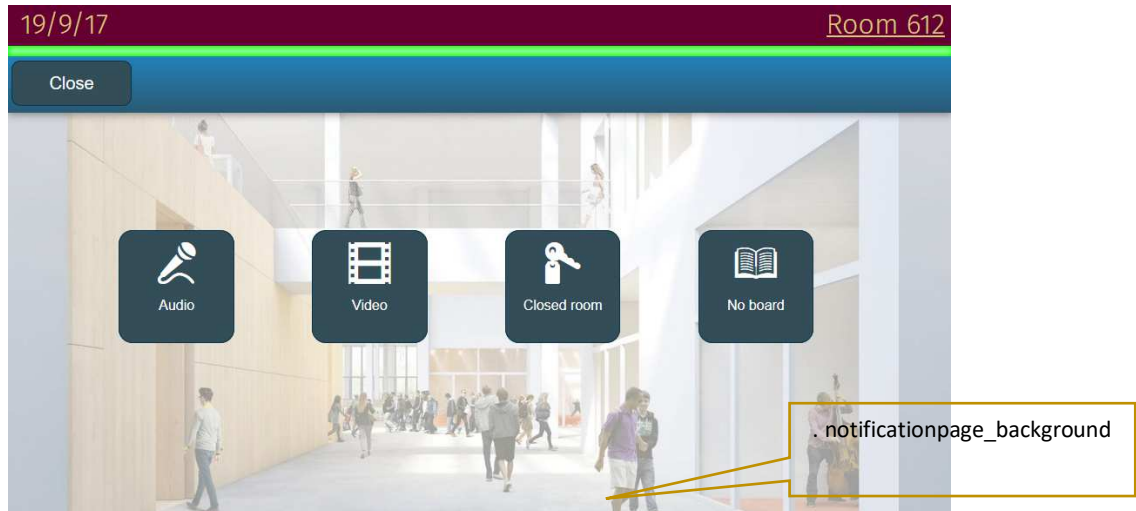 19/9/17 Room 612
Close
Audio Video Closed room No board
. notificationpage_background